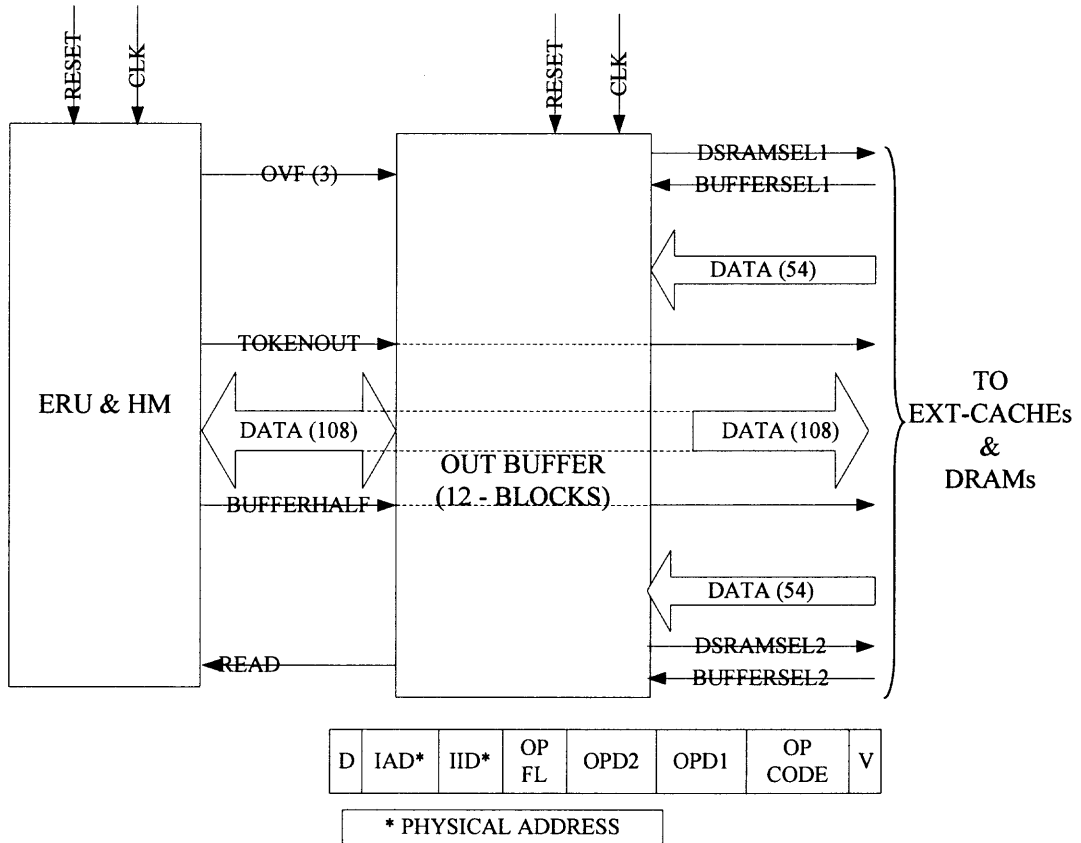 RESET
CLK
RESET
CLK
OVF (3)
DSRAMSEL1
BUFFERSEL1
DATA (54)
TOKENOUT
ERU & HM
DATA (108)
DATA (108)
OUT BUFFER
(12 - BLOCKS)
TO
EXT-CACHEs
&
DRAMs
BUFFERHALF
DATA (54)
DSRAMSEL2
READ
BUFFERSEL2
D
IAD*
IID*
OP
FL
OPD2
OPD1
OP
CODE
V
* PHYSICAL ADDRESS